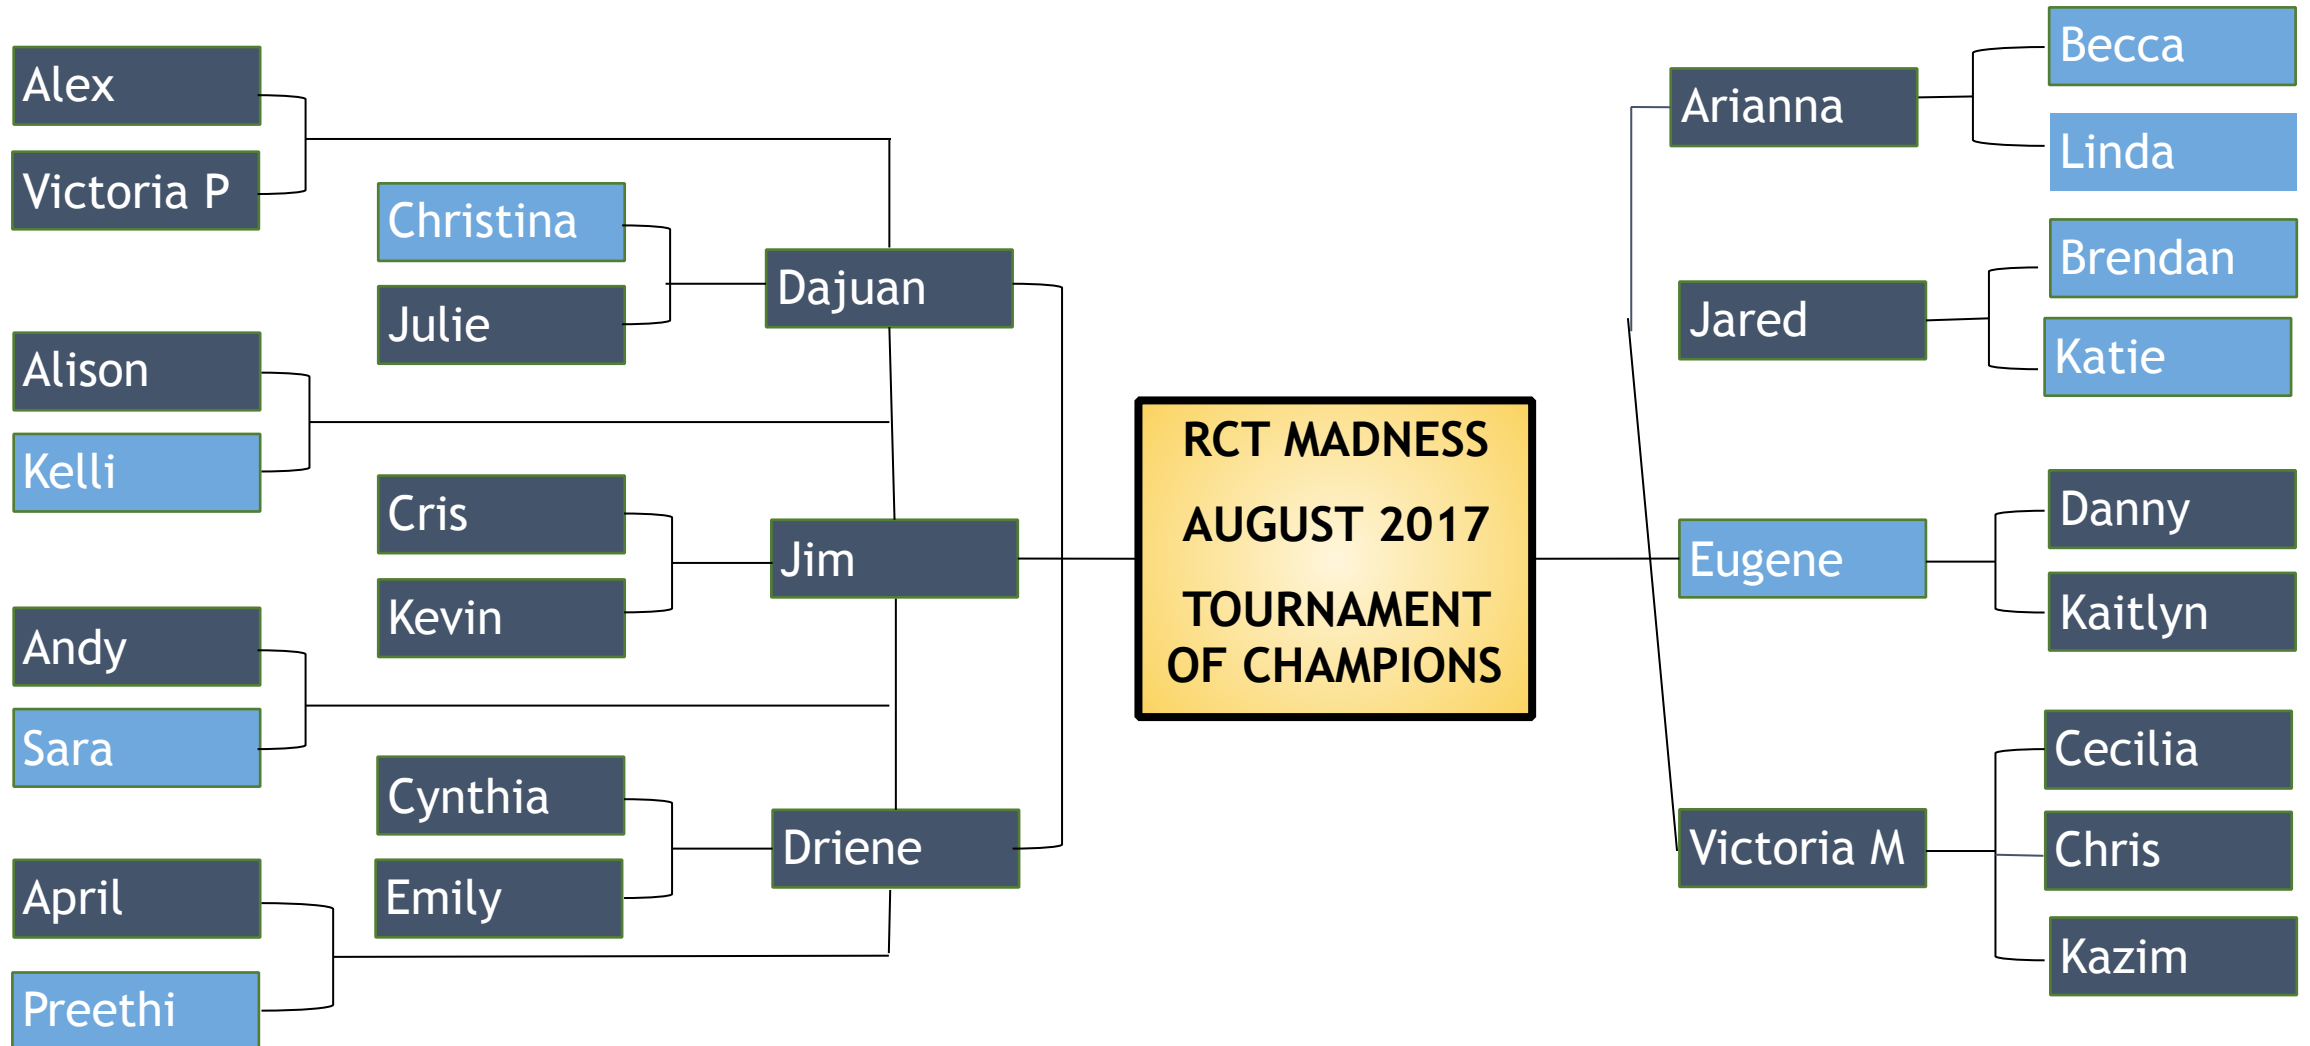 Alex
Victoria P
Alison
Kelli
Andy
Sara
April
Preethi
Christina
Julie
Cris
Kevin
Cynthia
Emily
Dajuan
Jim
Driene
RCT MADNESS
AUGUST 2017
TOURNAMENT
OF CHAMPIONS
Arianna
Jared
Eugene
Victoria M
Becca
Linda
Brendan
Katie
Danny
Kaitlyn
Cecilia
Chris
Kazim